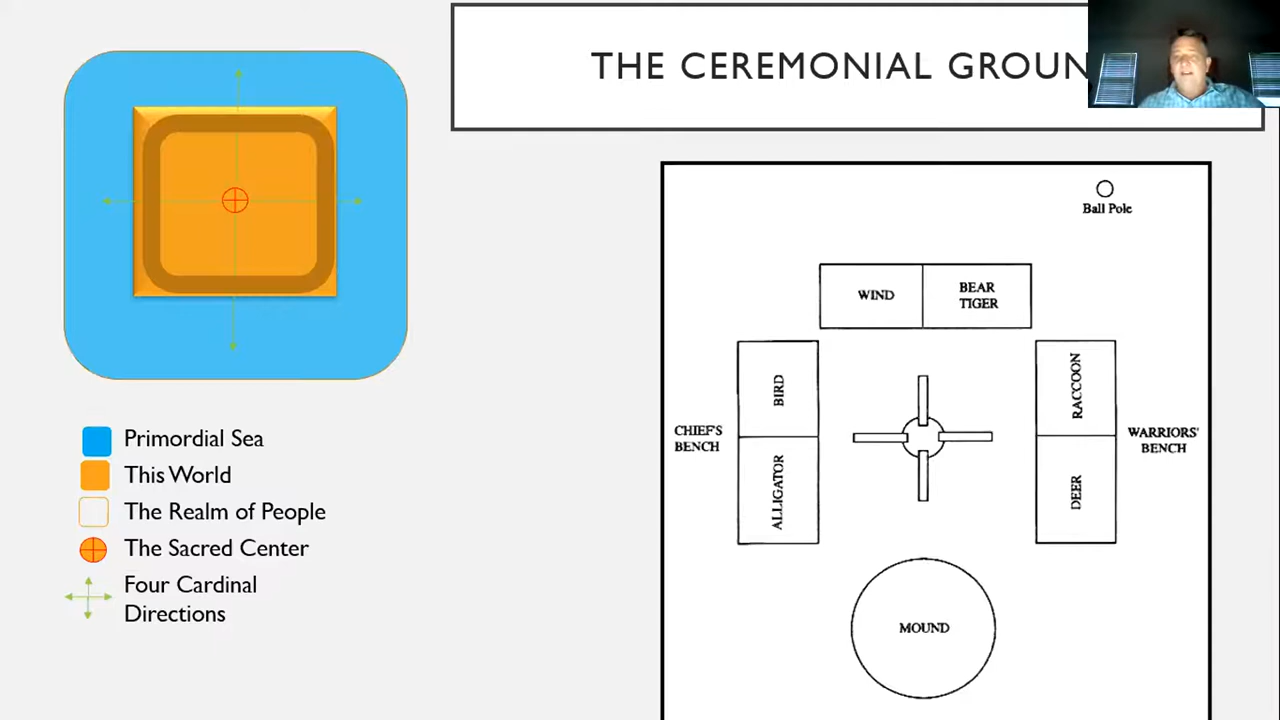 THE CEREMONIAL GROUN
Primordial Sea
This World
The Realm of People
The Sacred Center
Four Cardinal
Directions
Ball Pole
WIND
BEAR
TIGER
BIRD
RACCOON
CHIEF'S
BENCH
WARRIORS'
BENCH
ALLIGATOR
DEER
MOUND